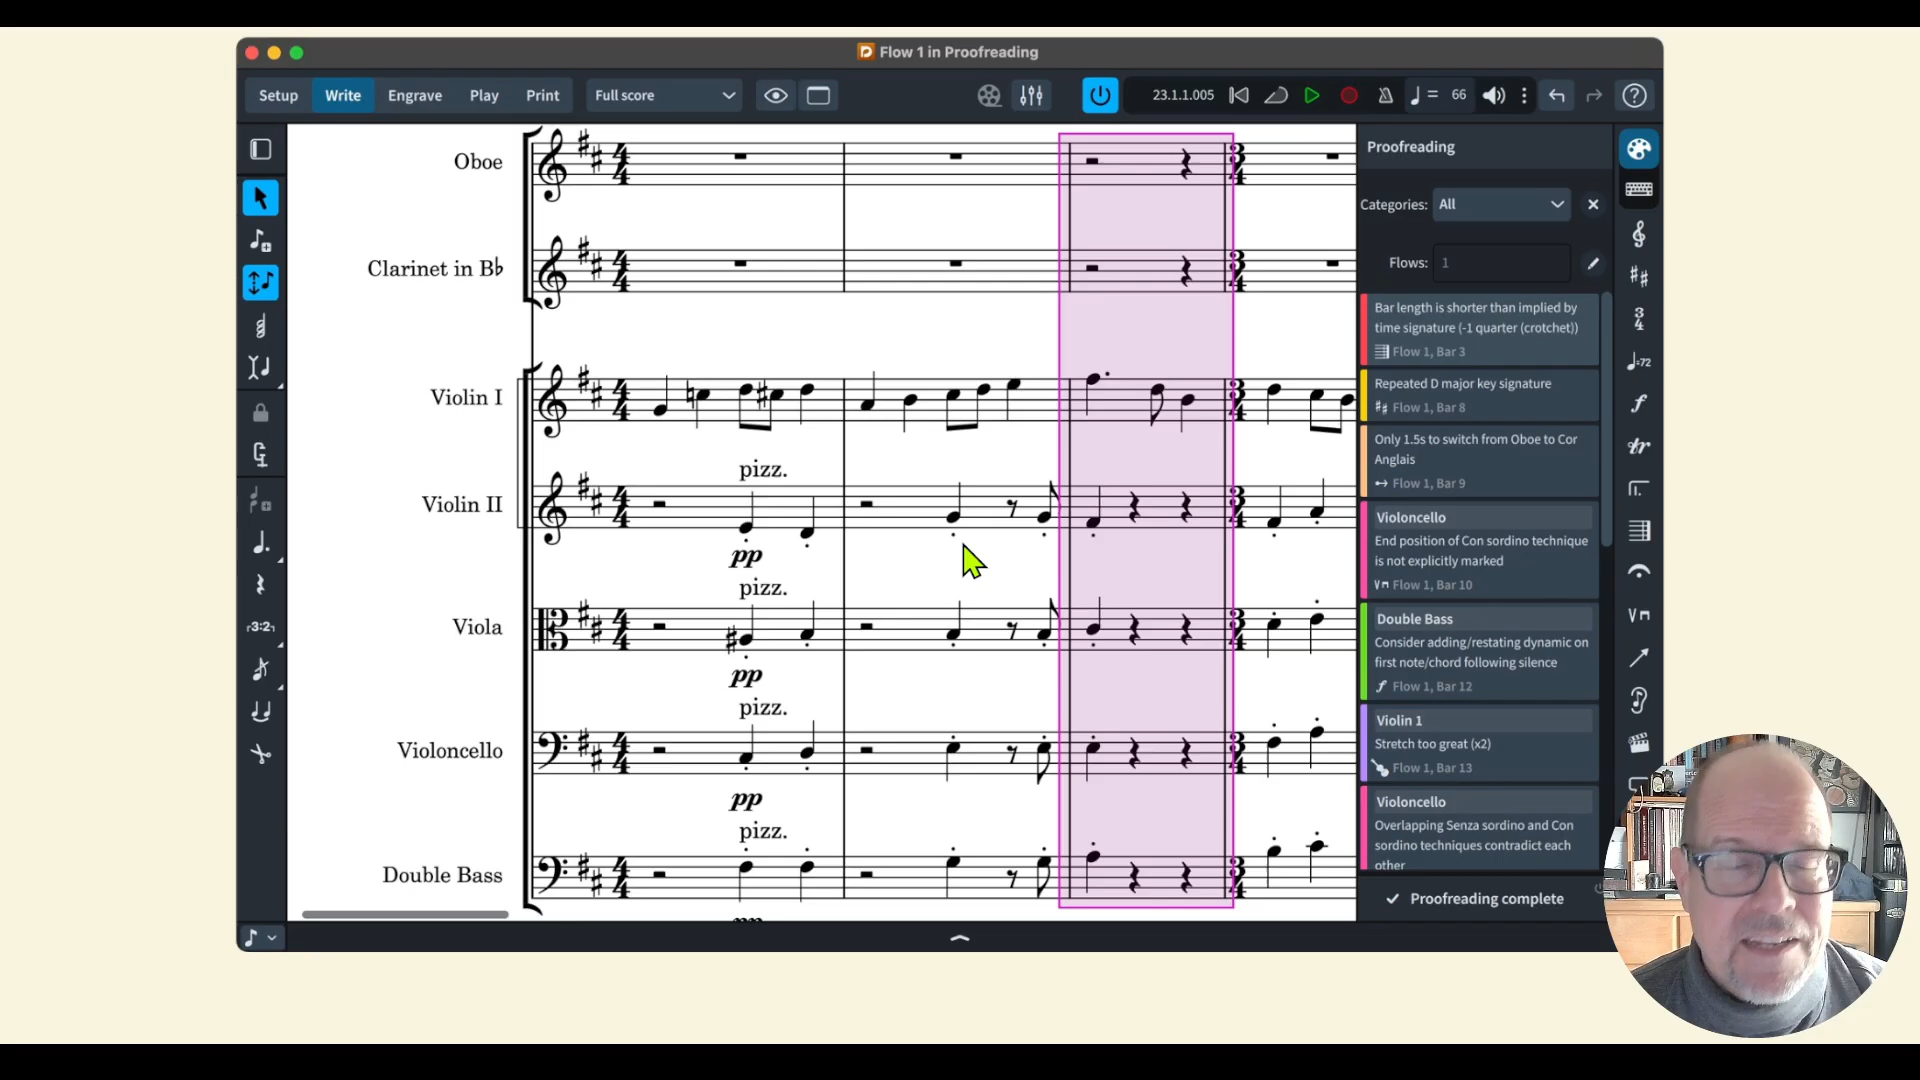 Flow 1 in Proofreading
Setup
Write
Engrave
Play
Print
Full score
23.1.1.005
= 66
Oboe
Clarinet in B♭
Violin I
pizz.
Violin II
pp
pizz.
Viola
pp
pizz.
Violoncello
pp
pizz.
Double Bass
Proofreading
Categories: All
Flows: 1
Bar length is shorter than implied by
time signature (-1 quarter (crotchet))
Flow 1, Bar 3
Repeated D major key signature
Flow 1, Bar 8
Only 1.5s to switch from Oboe to Cor
Anglais
Flow 1, Bar 9
Violoncello
End position of Con sordino technique
is not explicitly marked
Flow 1, Bar 10
Double Bass
Consider adding/restating dynamic on
first note/chord following silence
Flow 1, Bar 12
Violin 1
Stretch too great (x2)
Flow 1, Bar 13
Violoncello
Overlapping Senza sordino and Con
sordino techniques contradict each
other
Proofreading complete